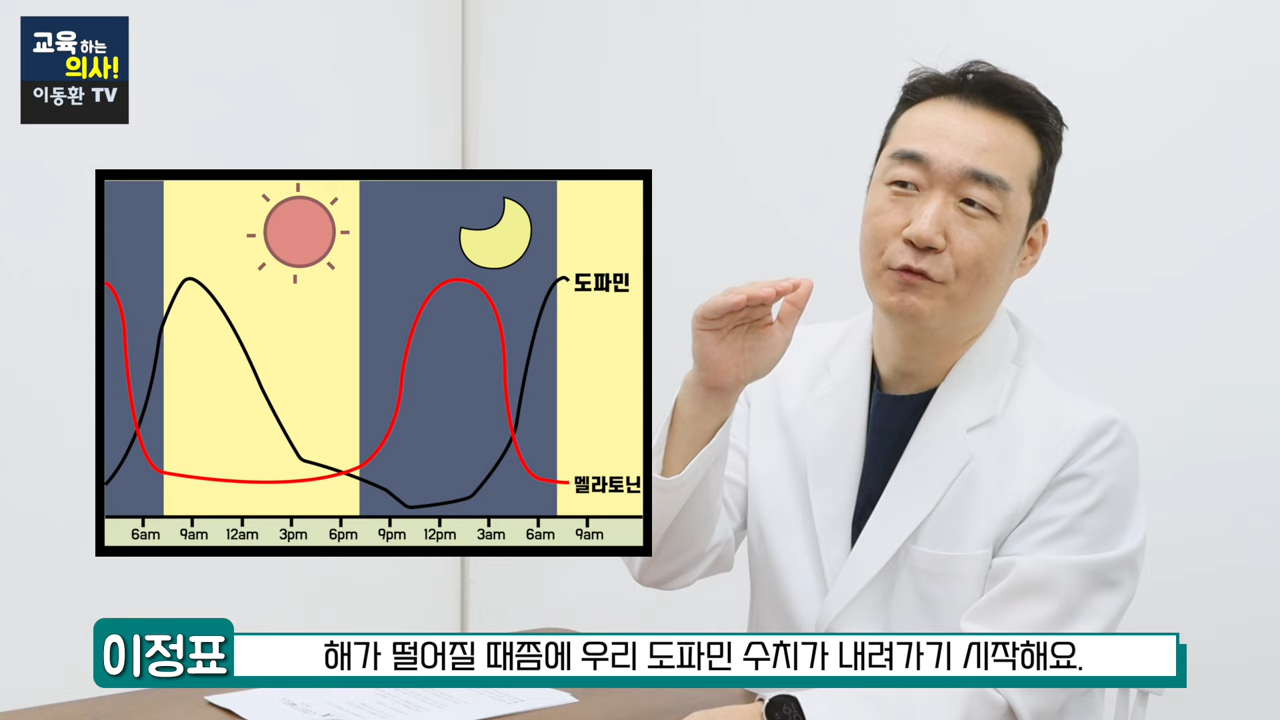 교육하는
의사!
이동환 TV
도파민
멜라토닌
6am 9am 12am 3pm 6pm 9pm 12pm 3am 6am 9am
이정표 해가 떨어질 때쯤에 우리 도파민 수치가 내려가기 시작해요.